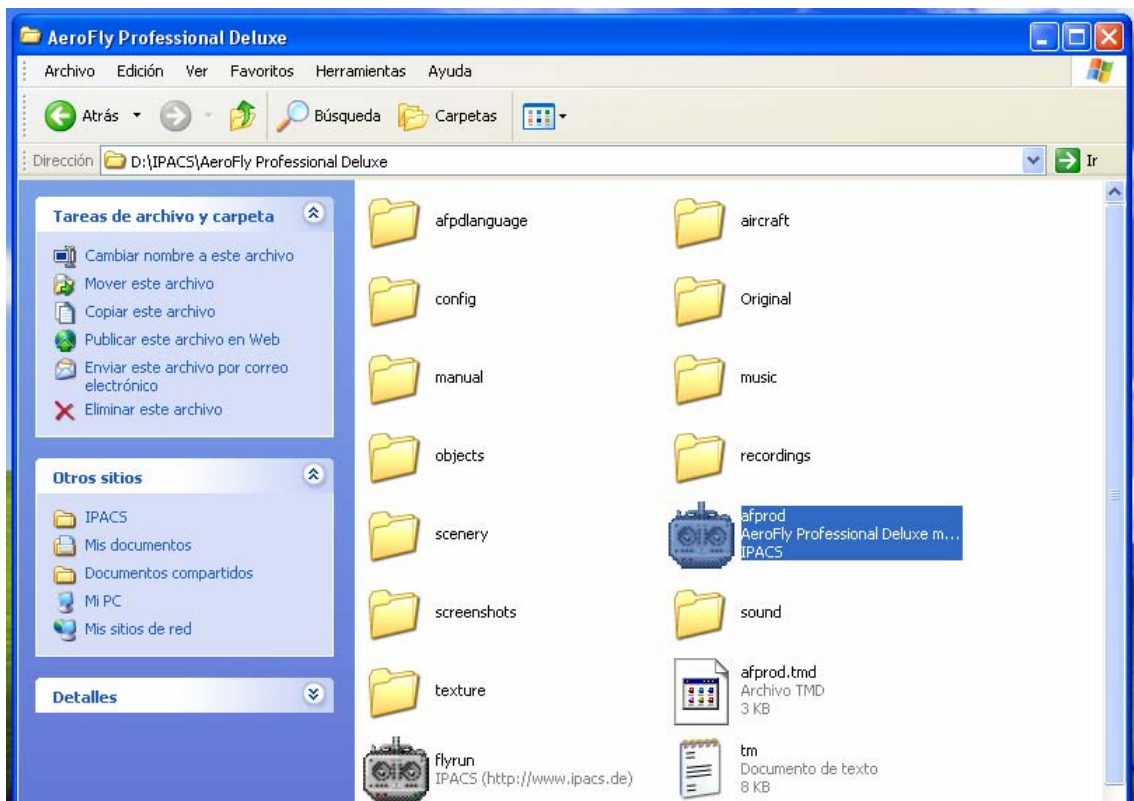 AeroFly Professional Deluxe
Archivo Edición Ver Favoritos Herramientas Ayuda
Atrás Búsqueda Carpetas
Dirección D:\IPACS\AeroFly Professional Deluxe Ir
Tareas de archivo y carpeta
Cambiar nombre a este archivo
Mover este archivo
Copiar este archivo
Publicar este archivo en Web
Enviar este archivo por correo
electrónico
Eliminar este archivo
Otros sitios
IPACS
Mis documentos
Documentos compartidos
Mi PC
Mis sitios de red
Detalles
afpdlanguage
aircraft
config
Original
manual
music
objects
recordings
scenery
afprod
AeroFly Professional Deluxe m...
IPACS
screenshots
sound
texture
afprod.tmd
Archivo TMD
3 KB
flyrun
IPACS (http://www.ipacs.de)
tm
Documento de texto
8 KB